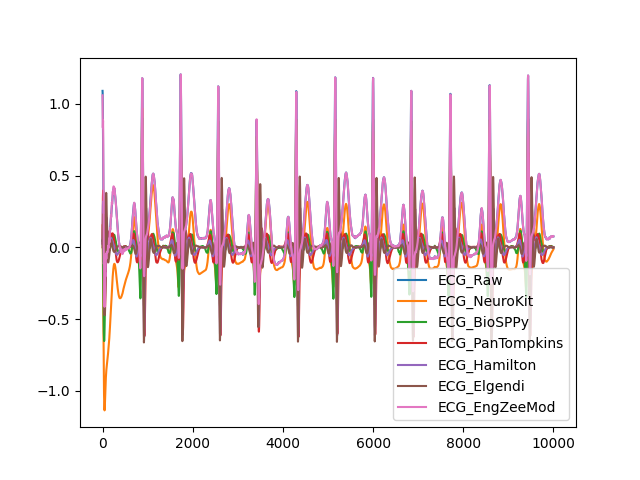 1.0
0.5
0.0
−0.5
−1.0
0
2000
4000
6000
8000
10000
ECG_Raw
ECG_NeuroKit
ECG_BioSPPy
ECG_PanTompkins
ECG_Hamilton
ECG_Elgendi
ECG_EngZeeMod